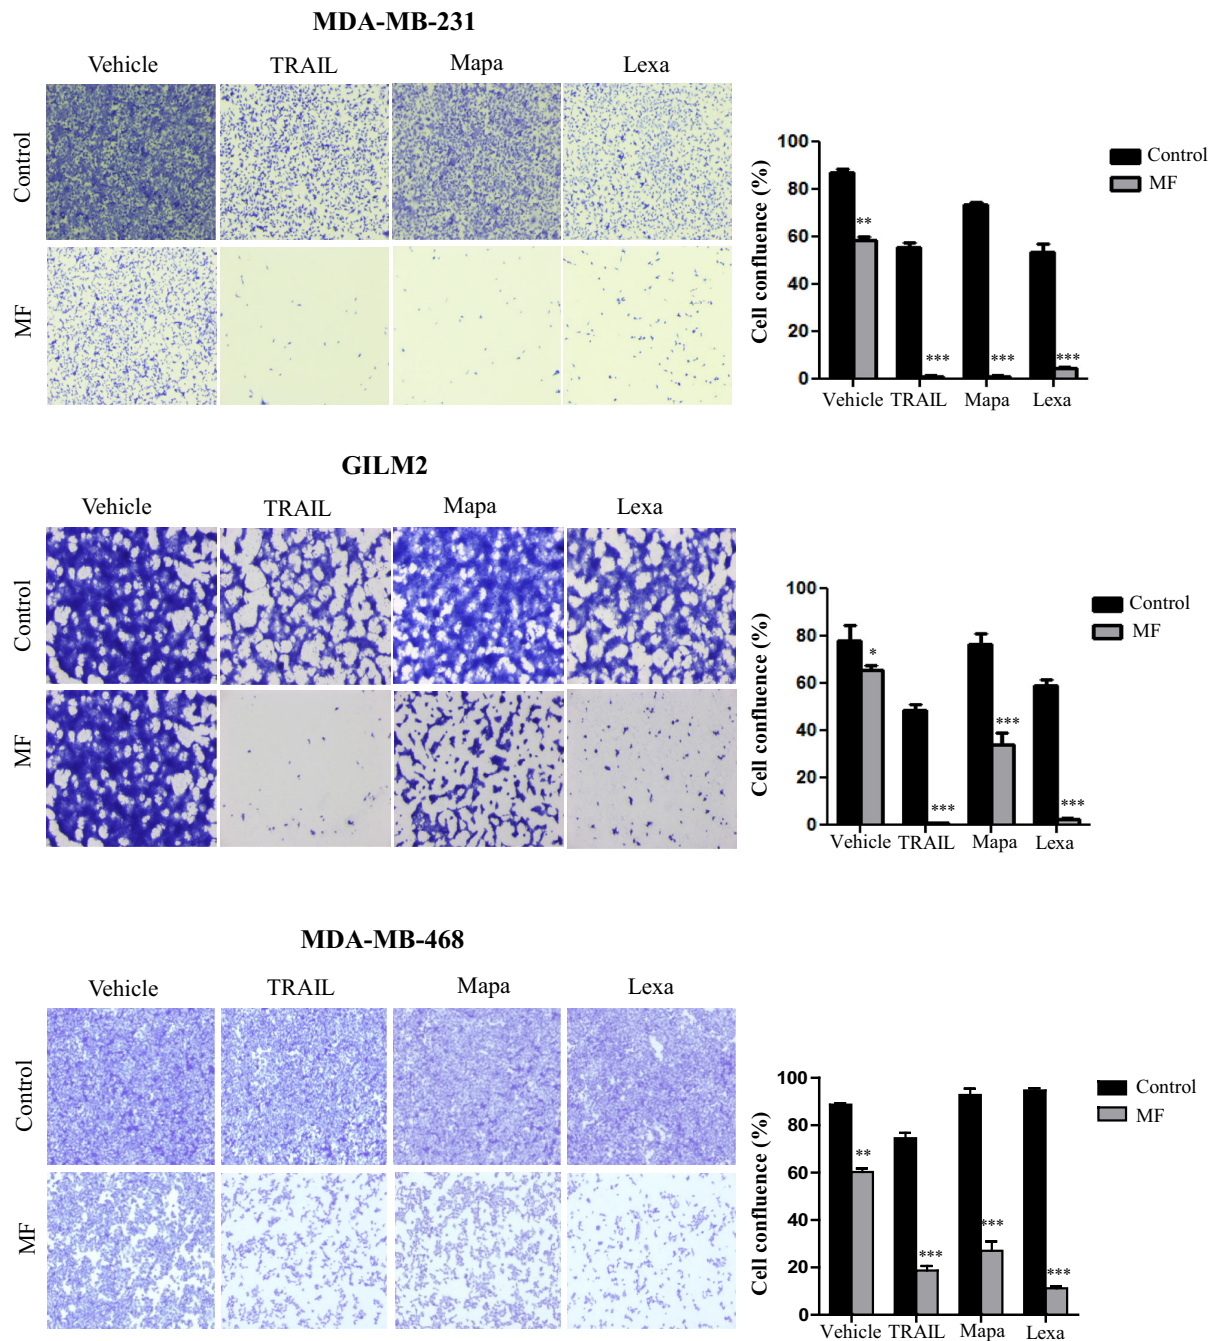 MDA-MB-231
Vehicle TRAIL Mapa Lexa
Control
MF
Cell confluence (%)
100
80
60
40
20
0
**
***
***
***
Vehicle TRAIL Mapa Lexa
Control
MF
GILM2
Vehicle TRAIL Mapa Lexa
Control
MF
Cell confluence (%)
100
80
60
40
20
0
*
***
***
***
Vehicle TRAIL Mapa Lexa
Control
MF
MDA-MB-468
Vehicle TRAIL Mapa Lexa
Control
MF
Cell confluence (%)
100
80
60
40
20
0
**
***
***
***
Vehicle TRAIL Mapa Lexa
Control
MF